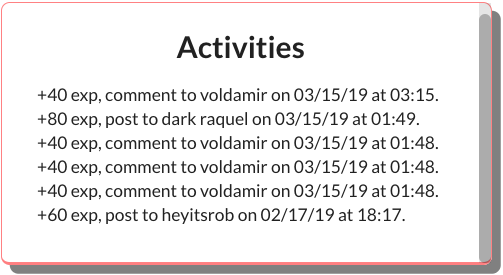 Activities
+40 exp, comment to voldamir on 03/15/19 at 03:15.
+80 exp, post to dark raquel on 03/15/19 at 01:49.
+40 exp, comment to voldamir on 03/15/19 at 01:48.
+40 exp, comment to voldamir on 03/15/19 at 01:48.
+40 exp, comment to voldamir on 03/15/19 at 01:48.
+60 exp, post to heyitsrob on 02/17/19 at 18:17.